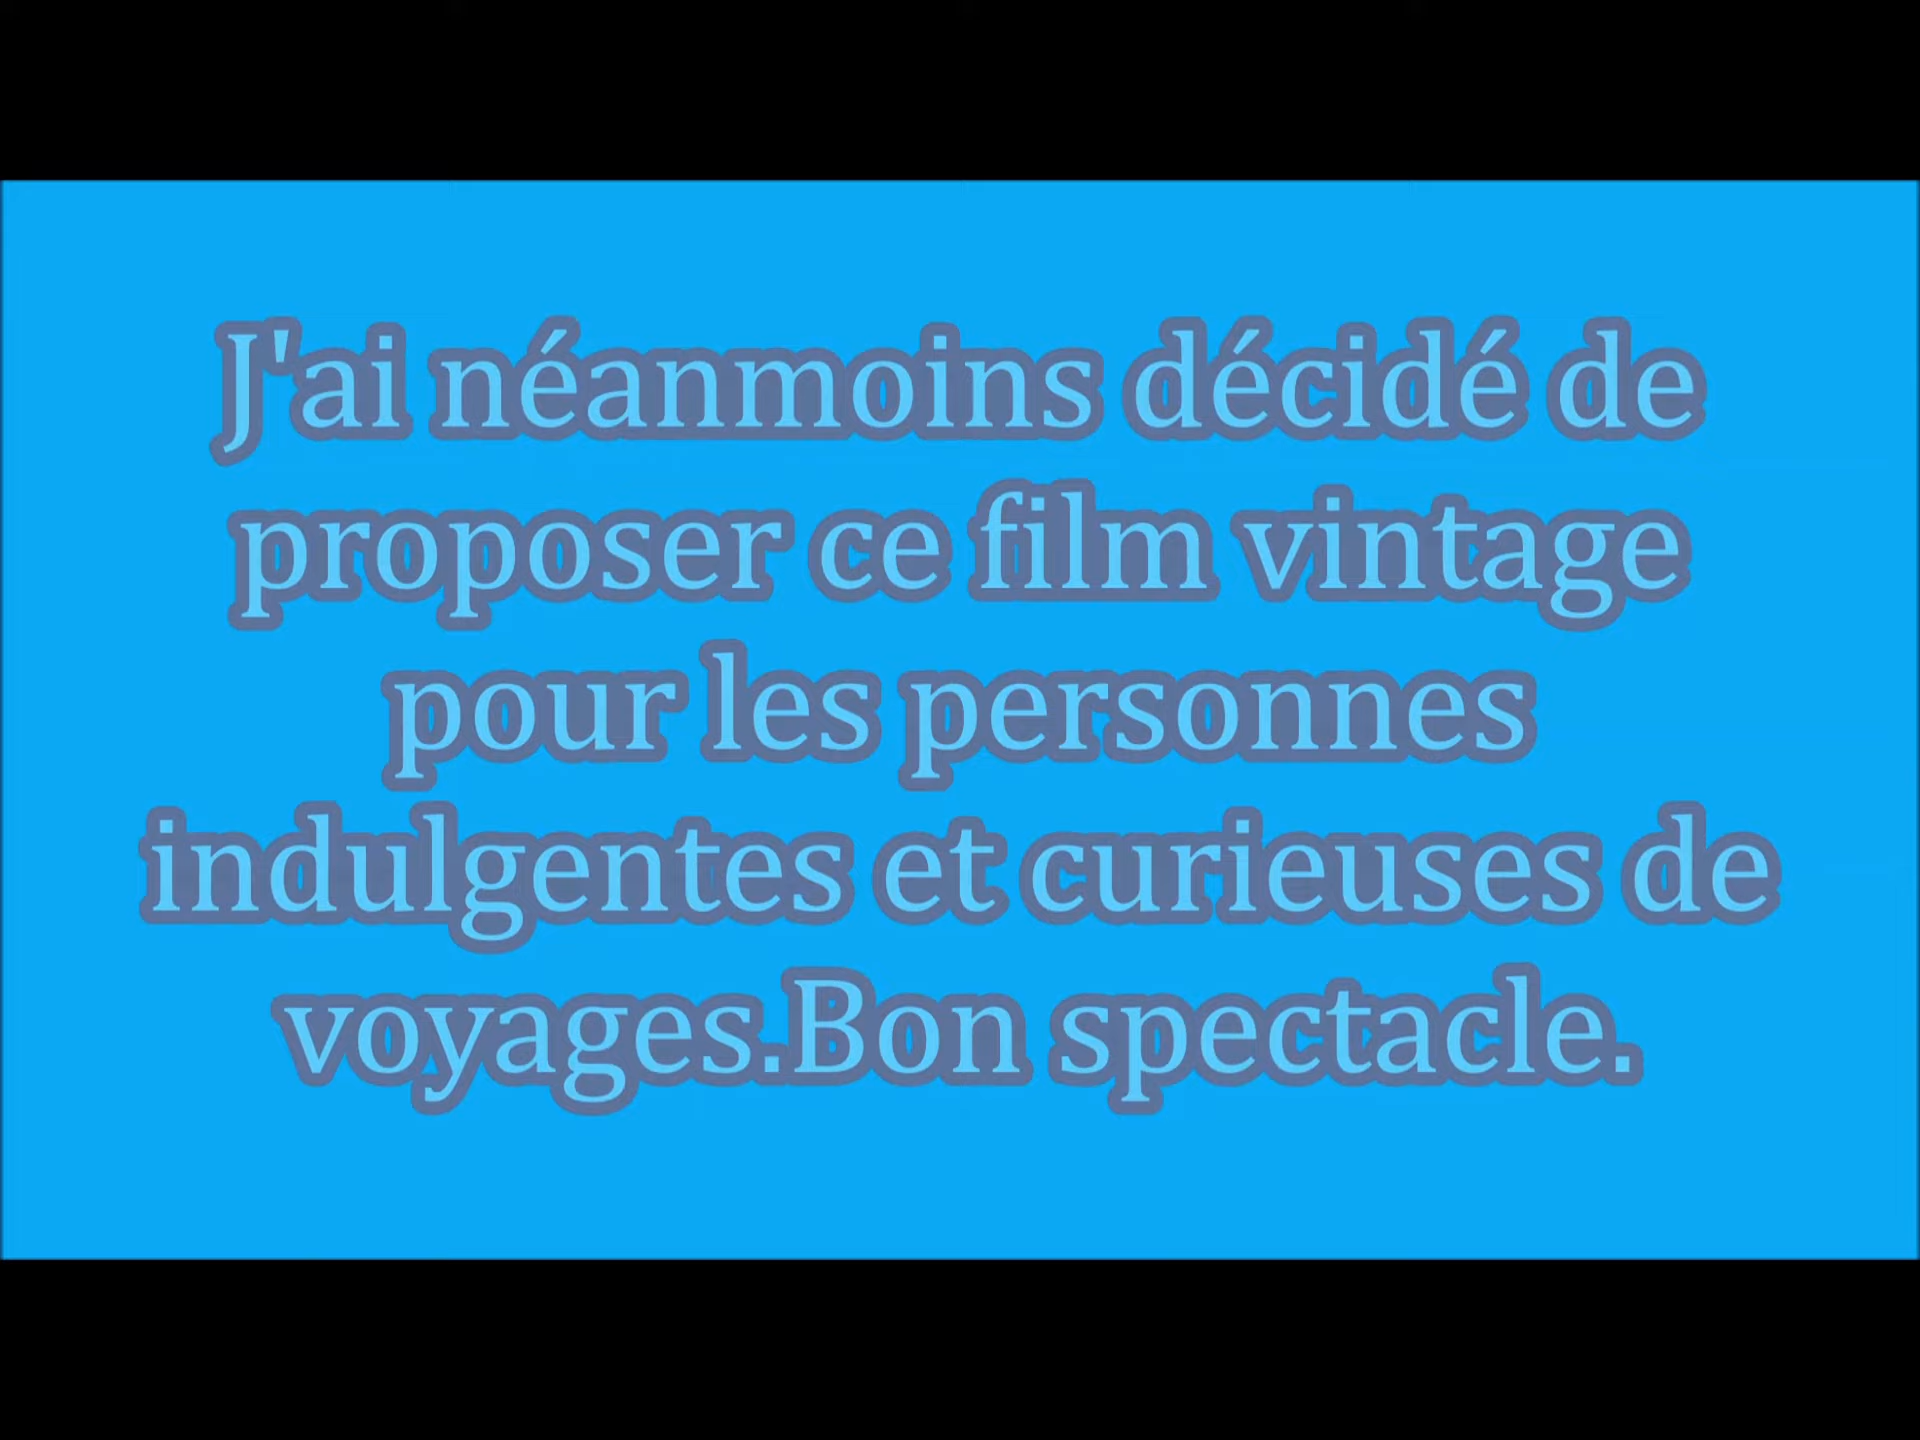 J'ai néanmoins décidé de
proposer ce film vintage
pour les personnes
indulgentes et curieuses de
voyages.Bon spectacle.